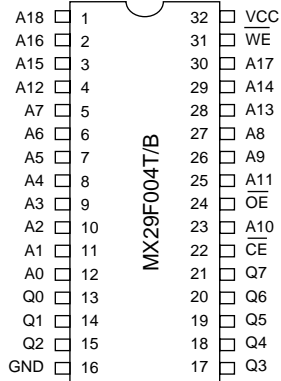 A18 1 32 VCC
A16 2 31 WE
A15 3 30 A17
A12 4 29 A14
A7 5 28 A13
A6 6 27 A8
A5 7 26 A9
A4 8 25 A11
A3 9 24 OE
A2 10 23 A10
A1 11 22 CE
A0 12 21 Q7
Q0 13 20 Q6
Q1 14 19 Q5
Q2 15 18 Q4
GND 16 17 Q3
MX29F004T/B